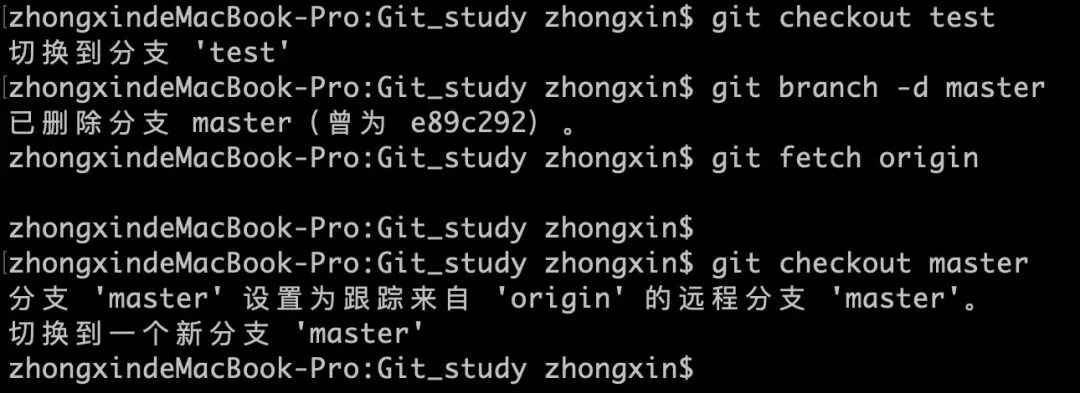 zhongxindeMacBook-Pro:Git_study zhongxin$ git checkout test
切换到分支 'test'
zhongxindeMacBook-Pro:Git_study zhongxin$ git branch -d master
已删除分支 master（曾为 e89c292）。
zhongxindeMacBook-Pro:Git_study zhongxin$ git fetch origin
zhongxindeMacBook-Pro:Git_study zhongxin$
zhongxindeMacBook-Pro:Git_study zhongxin$ git checkout master
分支 'master' 设置为跟踪来自 'origin' 的远程分支 'master'。
切换到一个新分支 'master'
zhongxindeMacBook-Pro:Git_study zhongxin$